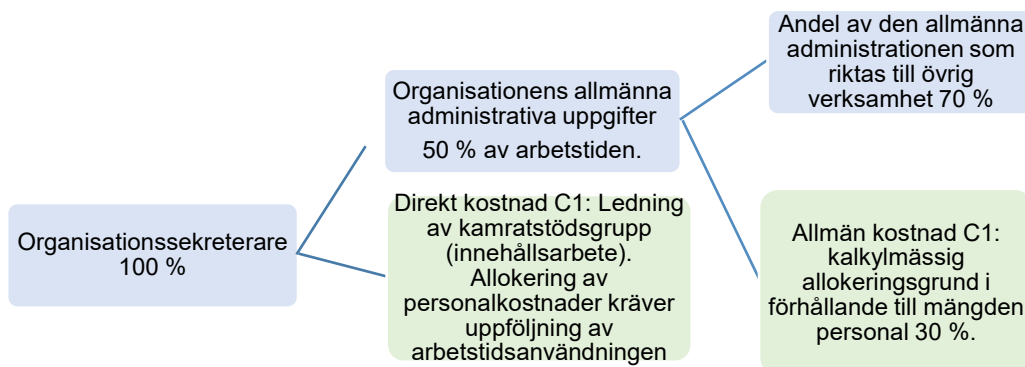 Organisationssekreterare
100 %
Organisationens allmänna
administrativa uppgifter
50 % av arbetstiden.
Direkt kostnad C1: Ledning
av kamratstödsgrupp
(innehållsarbete).
Allokering av
personalkostnader kräver
uppföljning av
arbetstidsanvändningen
Andel av den allmänna
administrationen som
riktas till övrig
verksamhet 70 %
Allmän kostnad C1:
kalkylmässig
allokeringsgrund i
förhållande till mängden
personal 30 %.